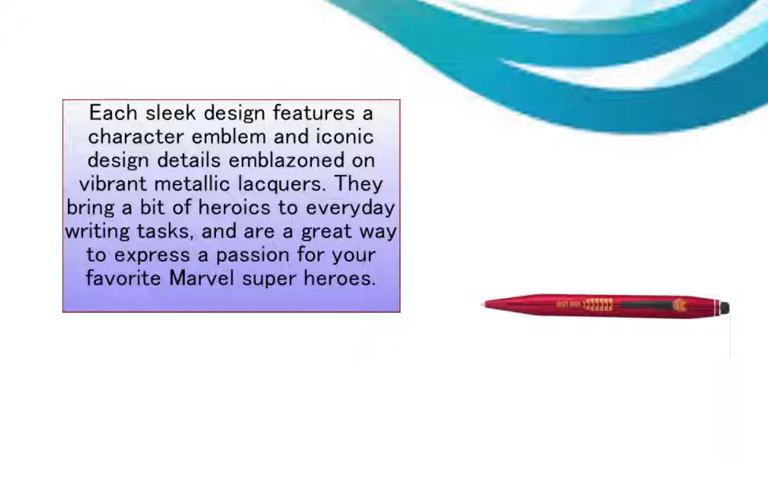 Each sleek design features a
character emblem and iconic
design details emblazoned on
vibrant metallic lacquers. They
bring a bit of heroics to everyday
writing tasks, and are a great way
to express a passion for your
favorite Marvel super heroes.